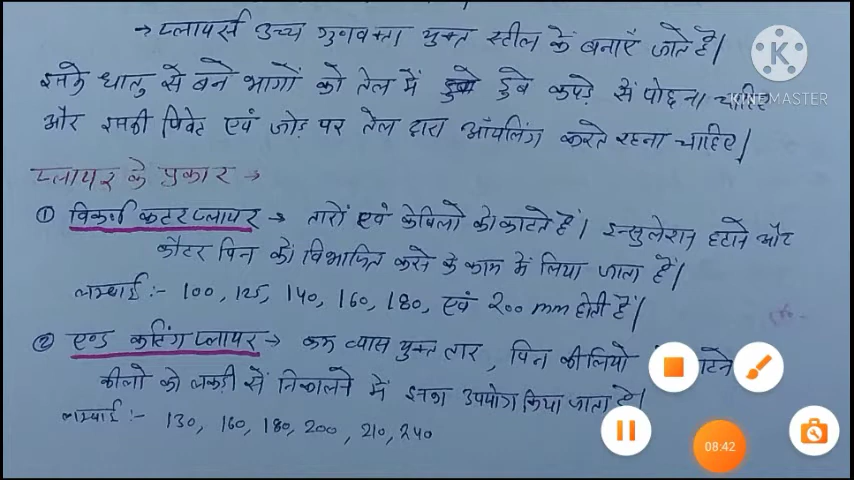 → प्लायर्स उच्च गुणवत्ता युक्त स्टील के बनाएं जाते है।
इसके धातु से बने भागों को तेल में डुबे कपड़े से पोछना चाहिए
और इसकी पिवेट एवं जोड़ पर तेल द्वारा ऑयलिंग करते रहना चाहिए।
प्लायर के प्रकार →
① विकर्ण कटर प्लायर → तारों एवं केबिलो को काटते हैं। इन्सुलेशन हटाने और
कौटर पिन को विभाजित करने के काम में लिया जाता हैं।
लम्बाई :- 100, 125, 140, 160, 180, एवं 200 mm होती हैं।
② एण्ड कटिंग प्लायर → कम व्यास युक्त तार, पिन कीलियो
कीलो को लकड़ी से निकालने में इनका उपयोग किया जाता है।
लम्बाई :- 130, 160, 180, 200, 210, 240
KINEMASTER
08:42